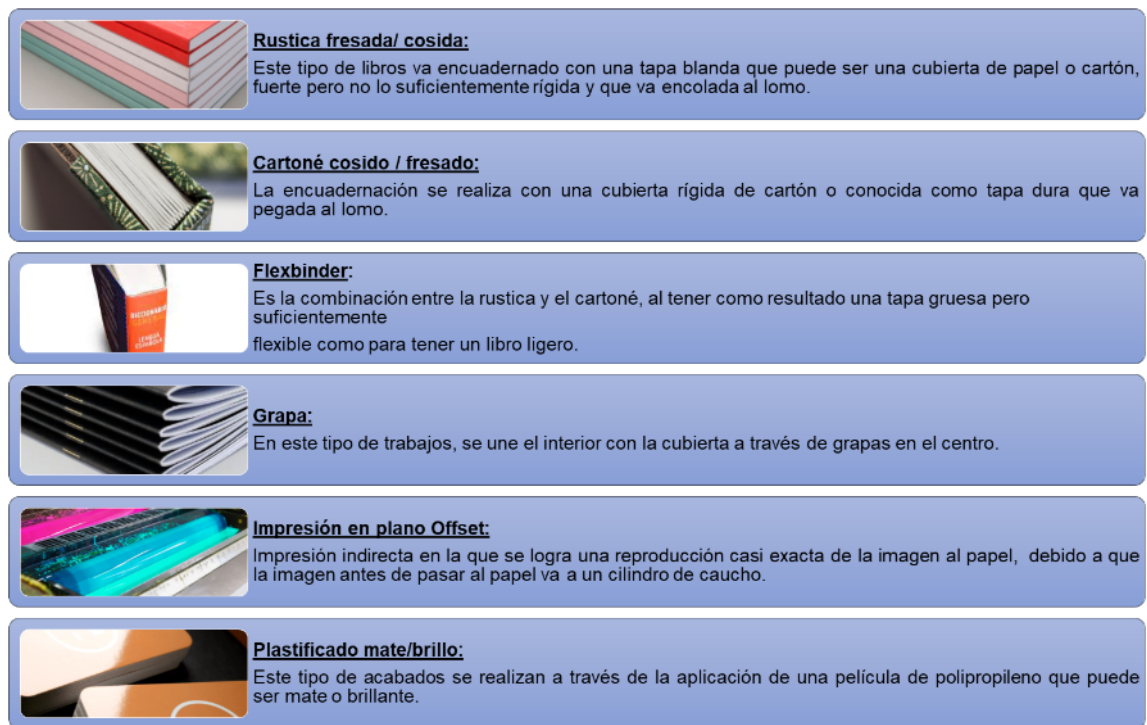 Rustica fresada/ cosida:
Este tipo de libros va encuadernado con una tapa blanda que puede ser una cubierta de papel o cartón,
fuerte pero no lo suficientemente rígida y que va encolada al lomo.
Cartoné cosido / fresado:
La encuadernación se realiza con una cubierta rígida de cartón o conocida como tapa dura que va
pegada al lomo.
DICCIONARIO
GENERAL
LENGUA
ESPAÑOLA
Flexbinder:
Es la combinación entre la rustica y el cartoné, al tener como resultado una tapa gruesa pero
suficientemente
flexible como para tener un libro ligero.
Grapa:
En este tipo de trabajos, se une el interior con la cubierta a través de grapas en el centro.
Impresión en plano Offset:
Impresión indirecta en la que se logra una reproducción casi exacta de la imagen al papel, debido a que
la imagen antes de pasar al papel va a un cilindro de caucho.
Plastificado mate/brillo:
Este tipo de acabados se realizan a través de la aplicación de una película de polipropileno que puede
ser mate o brillante.